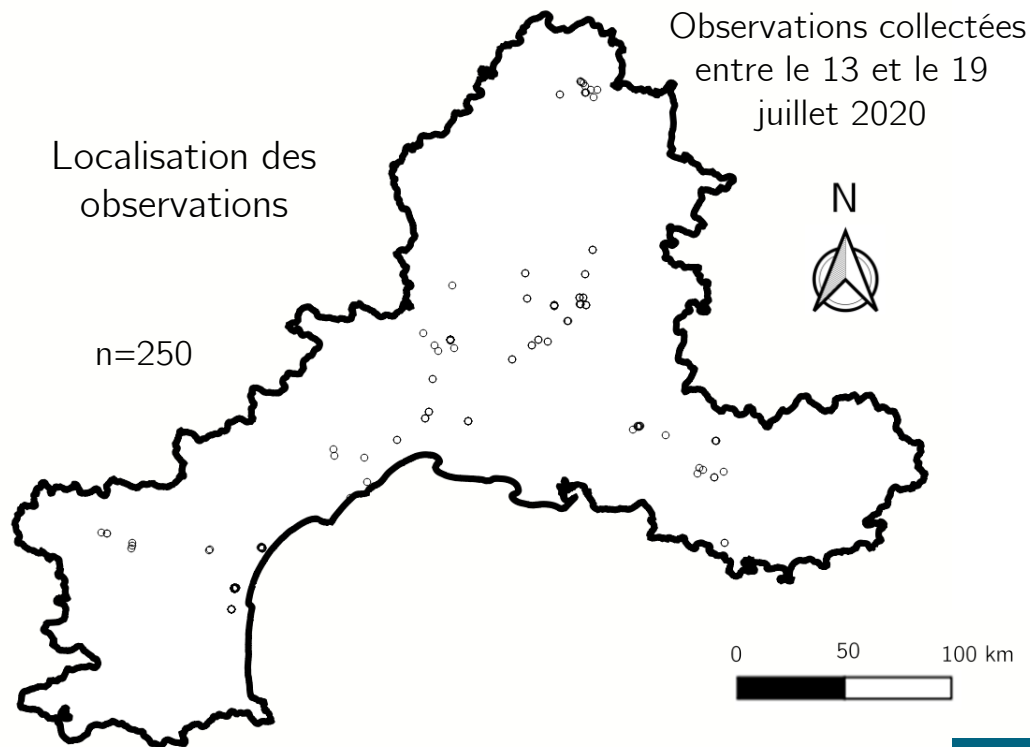 Observations collectées
entre le 13 et le 19
juillet 2020
Localisation des
observations
N
n=250
0 50 100 km